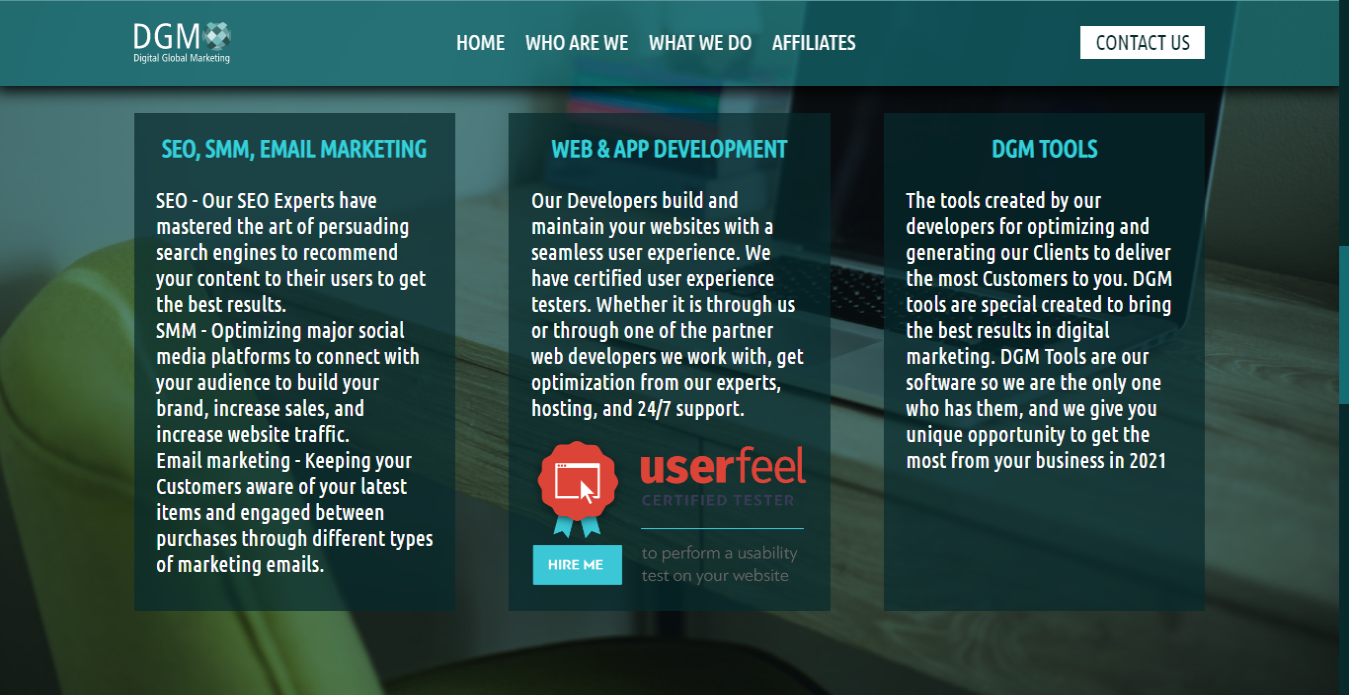 DGM
Digital Global Marketing
HOME WHO ARE WE WHAT WE DO AFFILIATES
CONTACT US
SEO, SMM, EMAIL MARKETING
SEO - Our SEO Experts have
mastered the art of persuading
search engines to recommend
your content to their users to get
the best results.
SMM - Optimizing major social
media platforms to connect with
your audience to build your
brand, increase sales, and
increase website traffic.
Email marketing - Keeping your
Customers aware of your latest
items and engaged between
purchases through different types
of marketing emails.
WEB & APP DEVELOPMENT
Our Developers build and
maintain your websites with a
seamless user experience. We
have certified user experience
testers. Whether it is through us
or through one of the partner
web developers we work with, get
optimization from our experts,
hosting, and 24/7 support.
userfeel
CERTIFIED TESTER
HIRE ME
to perform a usability
test on your website
DGM TOOLS
The tools created by our
developers for optimizing and
generating our Clients to deliver
the most Customers to you. DGM
tools are special created to bring
the best results in digital
marketing. DGM Tools are our
software so we are the only one
who has them, and we give you
unique opportunity to get the
most from your business in 2021